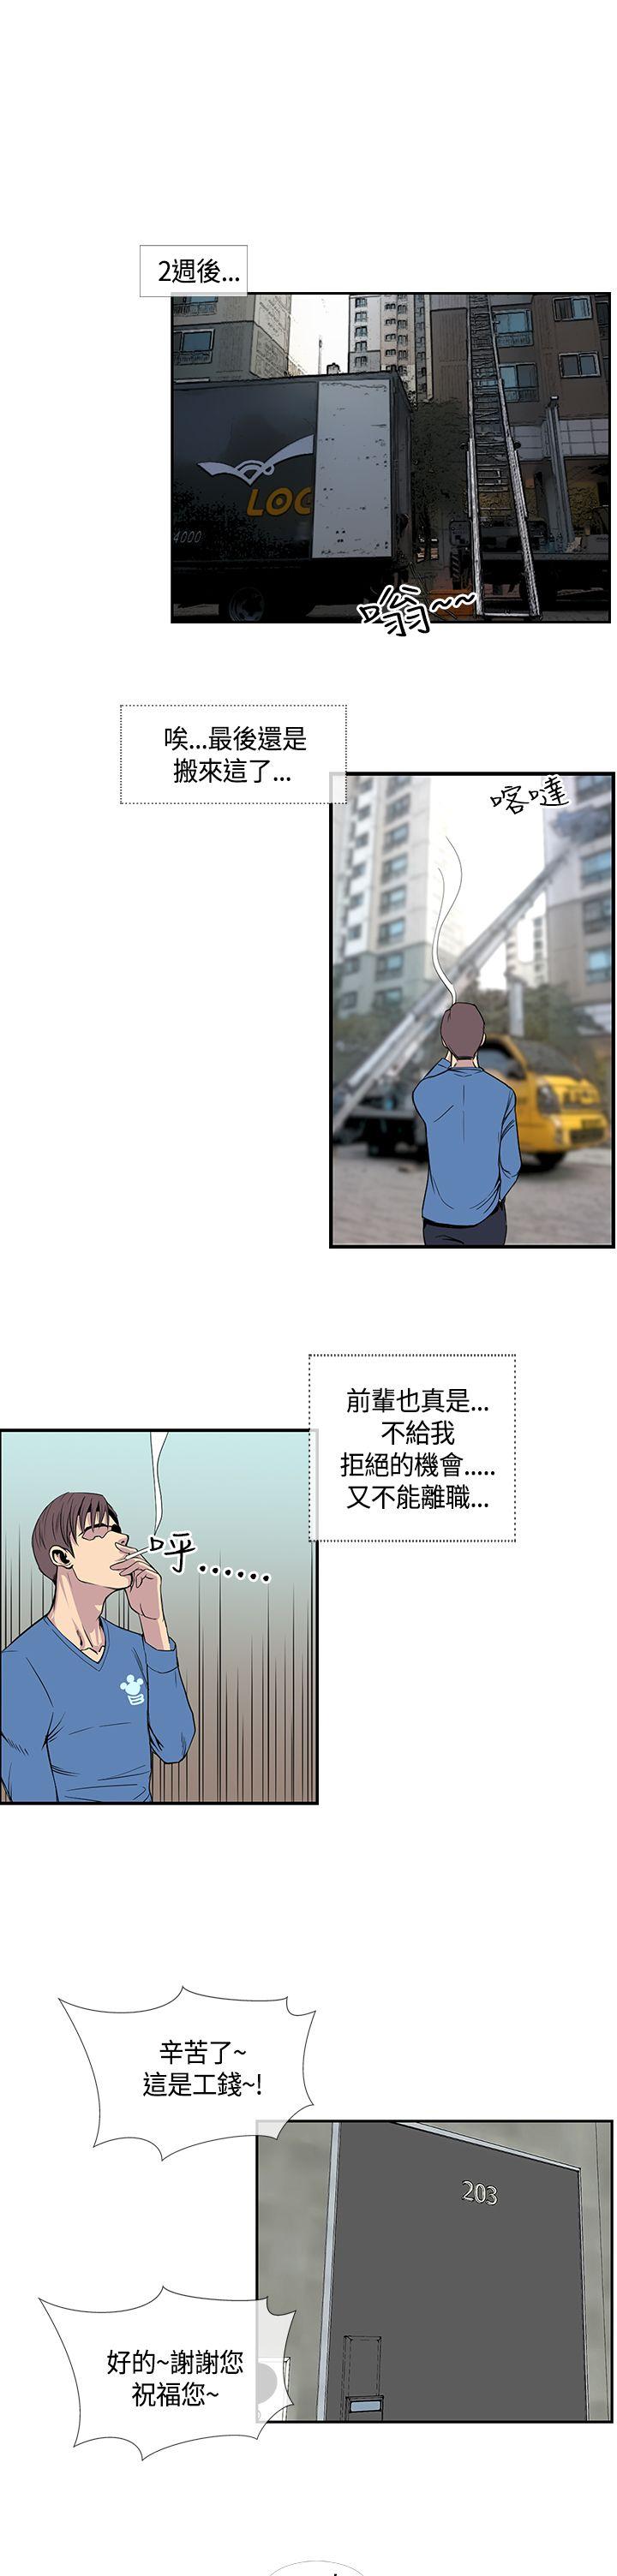 2週後...
LOG
4000
嗡~~
唉...最後還是
搬來這了...
喀噠
前輩也真是...
不給我
拒絕的機會.....
又不能離職...
呼......
辛苦了~
這是工錢~!
203
好的~謝謝您
祝福您~